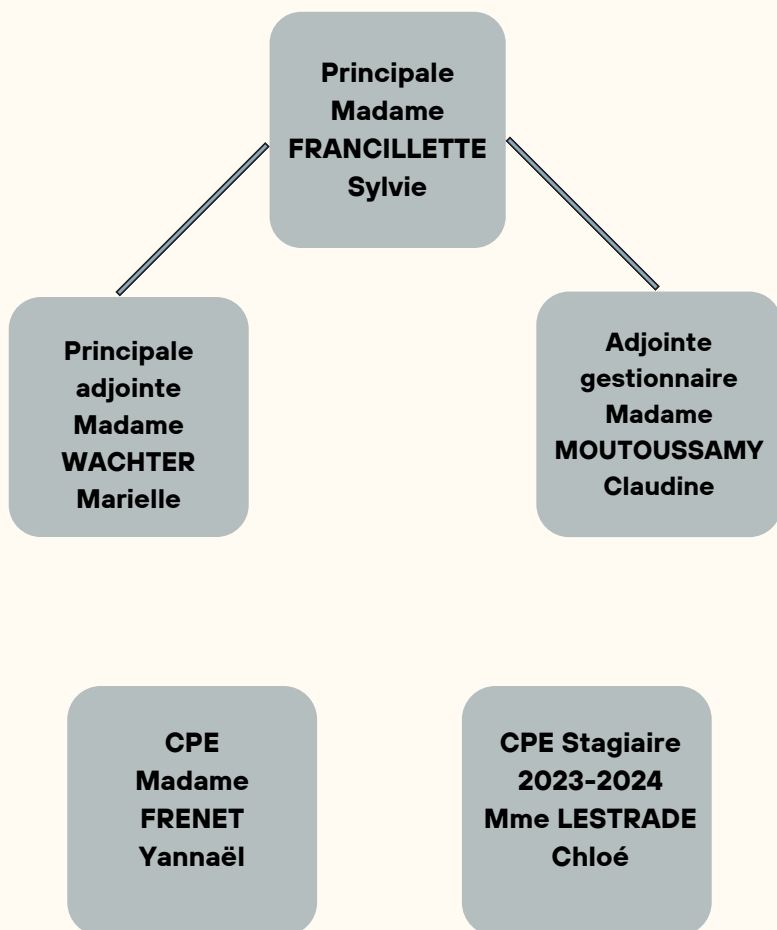 Principale
Madame
FRANCILLETTE
Sylvie
Principale
adjointe
Madame
WACHTER
Marielle
Adjointe
gestionnaire
Madame
MOUTOUSSAMY
Claudine
CPE
Madame
FRENET
Yannaël
CPE Stagiaire
2023-2024
Mme LESTRADE
Chloé